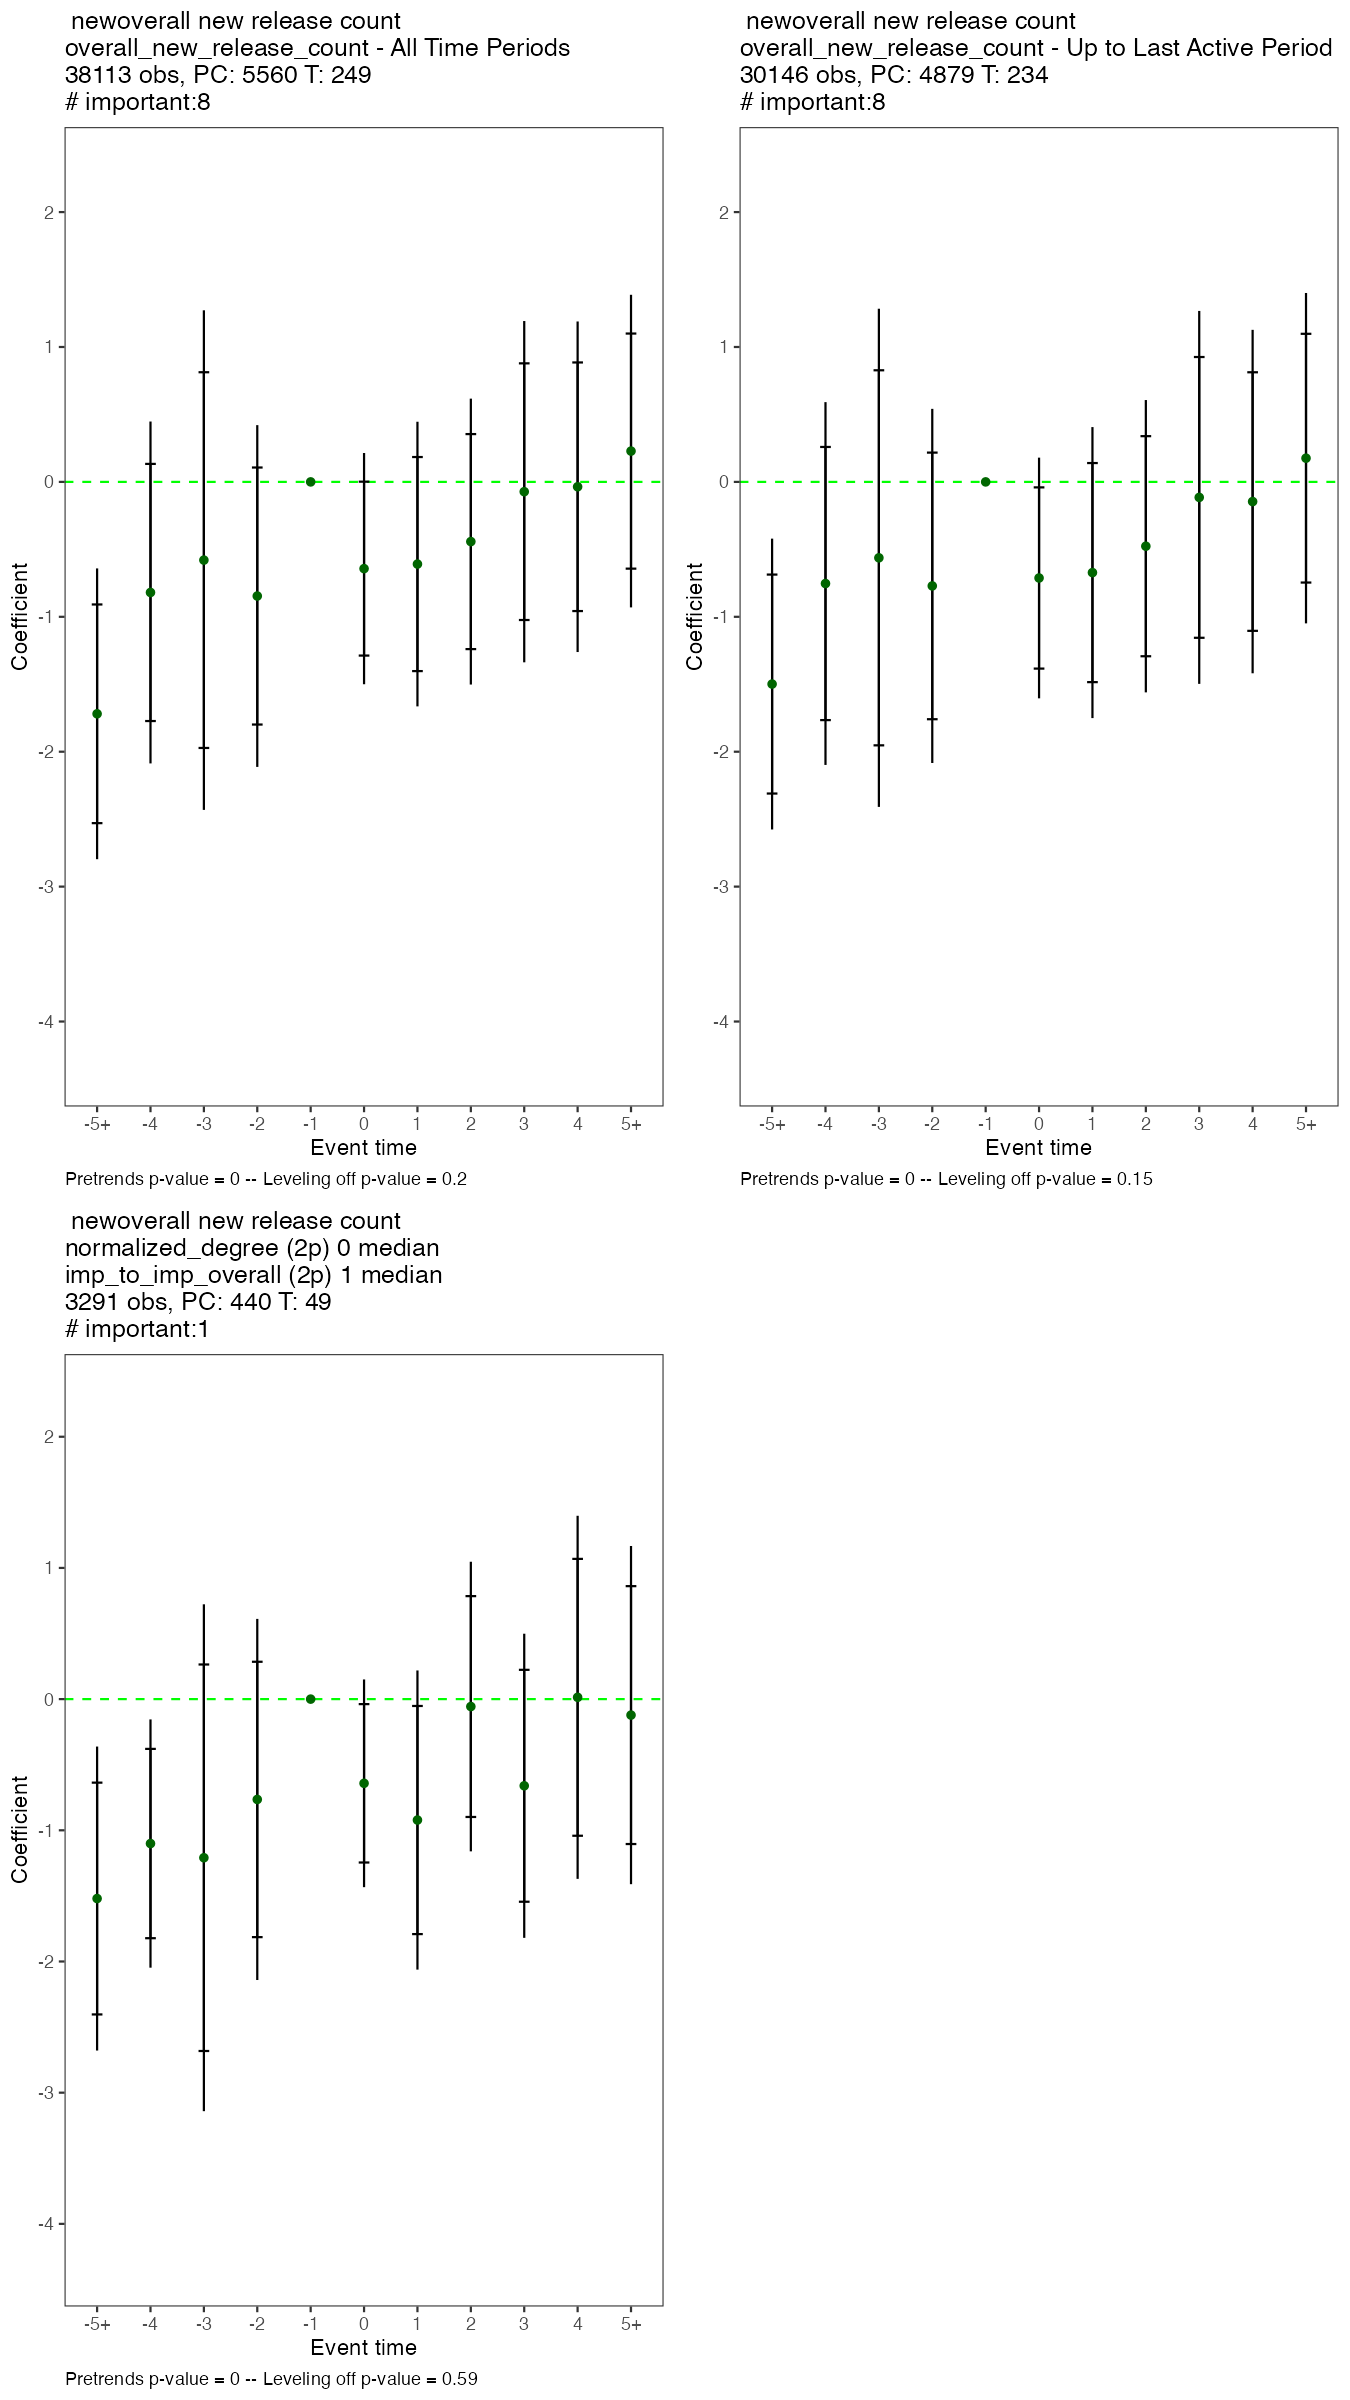 newoverall new release count
overall_new_release_count - All Time Periods
38113 obs, PC: 5560 T: 249
# important:8
2
1
0
-1
-2
-3
-4
Coefficient
-5+ -4 -3 -2 -1 0 1 2 3 4 5+
Event time
Pretrends p-value = 0 -- Leveling off p-value = 0.2
newoverall new release count
overall_new_release_count - Up to Last Active Period
30146 obs, PC: 4879 T: 234
# important:8
2
1
0
-1
-2
-3
-4
Coefficient
-5+ -4 -3 -2 -1 0 1 2 3 4 5+
Event time
Pretrends p-value = 0 -- Leveling off p-value = 0.15
newoverall new release count
normalized_degree (2p) 0 median
imp_to_imp_overall (2p) 1 median
3291 obs, PC: 440 T: 49
# important:1
2
1
0
-1
-2
-3
-4
Coefficient
-5+ -4 -3 -2 -1 0 1 2 3 4 5+
Event time
Pretrends p-value = 0 -- Leveling off p-value = 0.59